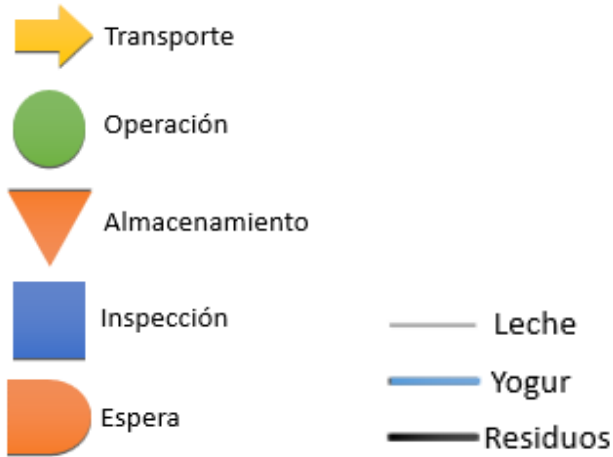 Transporte
Operación
Almacenamiento
Inspección
Espera
Leche
Yogur
Residuos